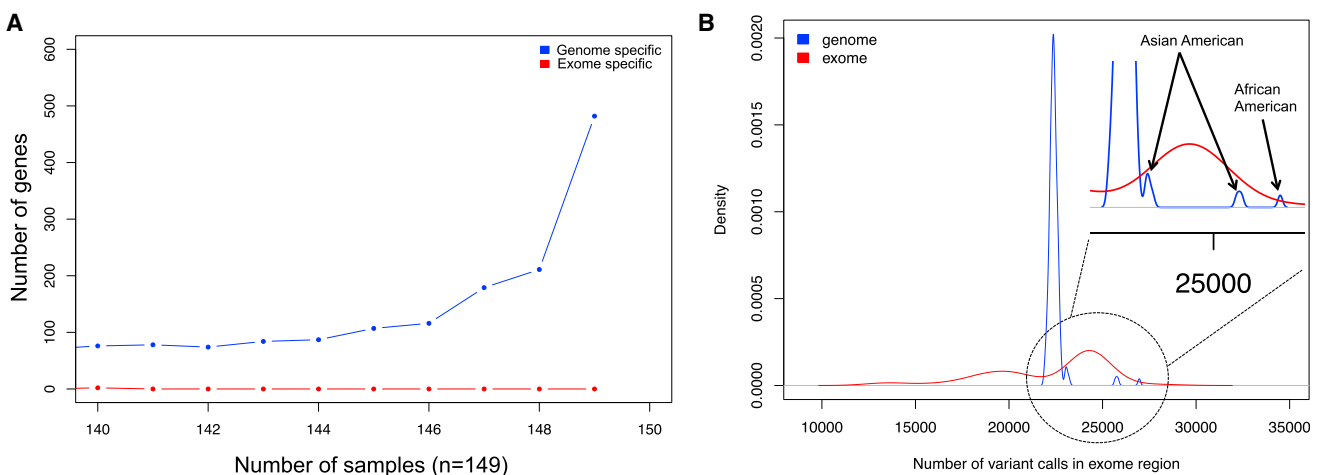 A
Number of genes
600
500
400
300
200
100
0
Genome specific
Exome specific
140
142
144
146
148
150
Number of samples (n=149)
B
Density
0.0020
0.0015
0.0010
0.0005
0.0000
genome
exome
Asian American
African
American
25000
10000
15000
20000
25000
30000
35000
Number of variant calls in exome region